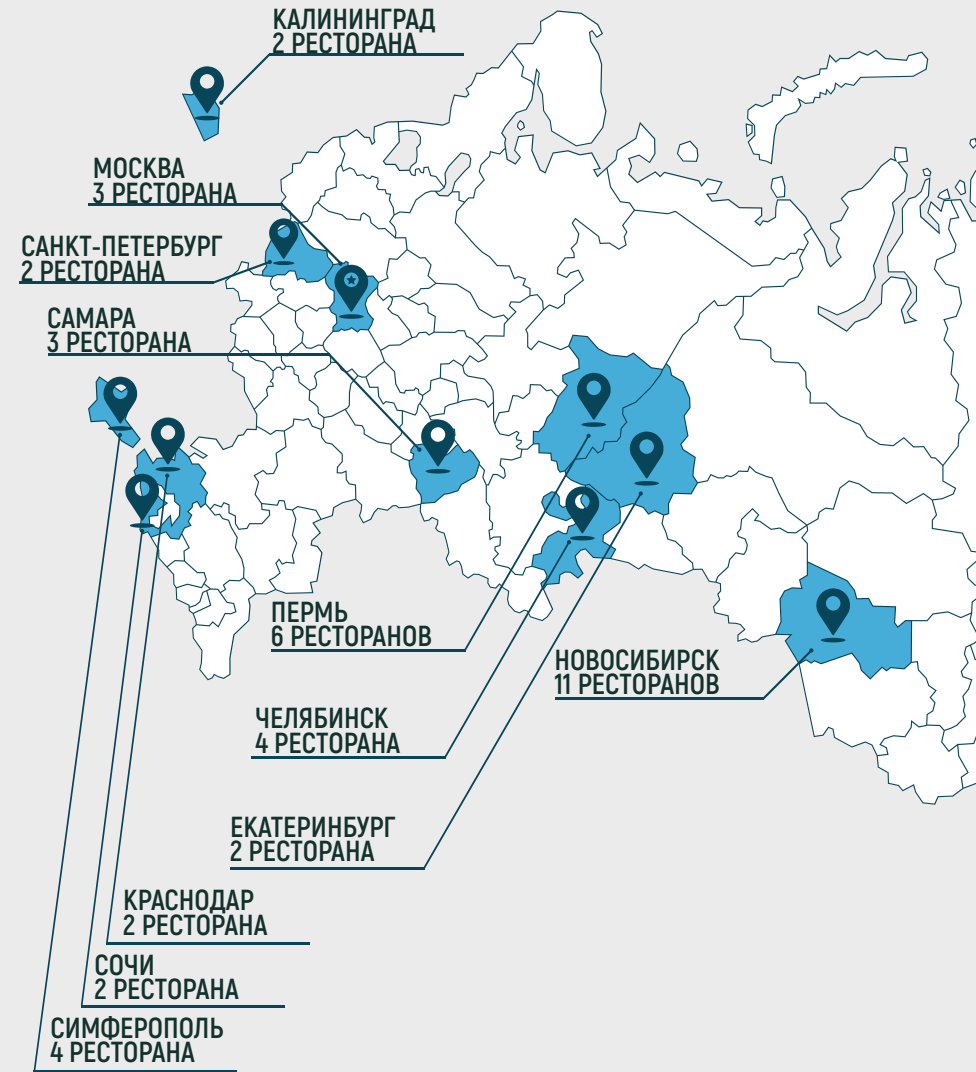 КАЛИНИНГРАД
2 РЕСТОРАНА
МОСКВА
3 РЕСТОРАНА
САНКТ-ПЕТЕРБУРГ
2 РЕСТОРАНА
САМАРА
3 РЕСТОРАНА
ПЕРМЬ
6 РЕСТОРАНОВ
НОВОСИБИРСК
11 РЕСТОРАНОВ
ЧЕЛЯБИНСК
4 РЕСТОРАНА
ЕКАТЕРИНБУРГ
2 РЕСТОРАНА
КРАСНОДАР
2 РЕСТОРАНА
СОЧИ
2 РЕСТОРАНА
СИМФЕРОПОЛЬ
4 РЕСТОРАНА